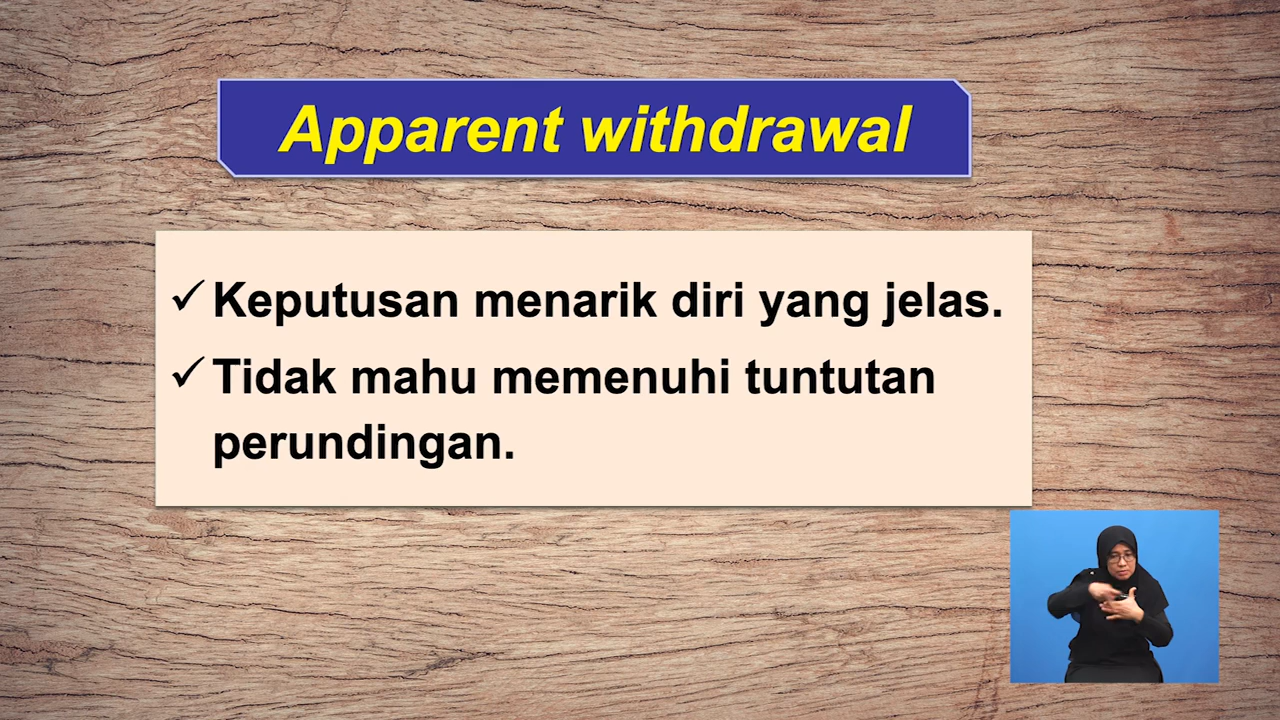 Apparent withdrawal
✓ Keputusan menarik diri yang jelas.
✓ Tidak mahu memenuhi tuntutan
perundingan.